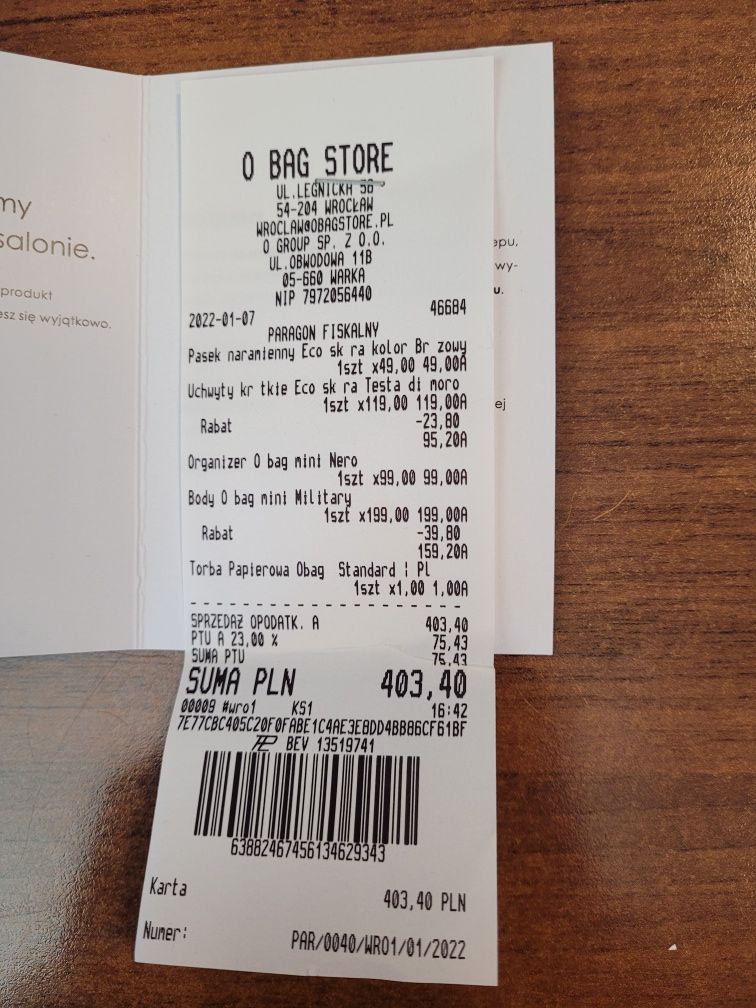 my
salonie.
produkt
esz się wyjątkowo.
epu,
wy-
u.
ej
O BAG STORE
UL.LEGNICKA 58
54-204 WROCŁAW
WROCLAW@OBAGSTORE.PL
O GROUP SP. Z O.O.
UL.OBWODOWA 11B
05-660 WARKA
NIP 7972056440
2022-01-07 46684
PARAGON FISKALNY
Pasek naramienny Eco sk ra kolor Br zowy
1szt x49,00 49,00A
Uchwyty kr tkie Eco sk ra Testa di moro
1szt x119,00 119,00A
Rabat -23,80
95,20A
Organizer O bag mini Nero
1szt x99,00 99,00A
Body O bag mini Military
1szt x199,00 199,00A
Rabat -39,80
159,20A
Torba Papierowa Obag Standard | Pl
1szt x1,00 1,00A
SPRZEDAŻ OPODATK. A 403,40
PTU A 23,00 % 75,43
SUMA PTU 75,43
SUMA PLN 403,40
00009 #wro1 KS1 16:42
7E77CBC405C20F0FABE1C4AE3E8DD4BB86CF61BF
BEV 13519741
63882467456134629343
Karta 403,40 PLN
Numer: PAR/0040/WRO1/01/2022